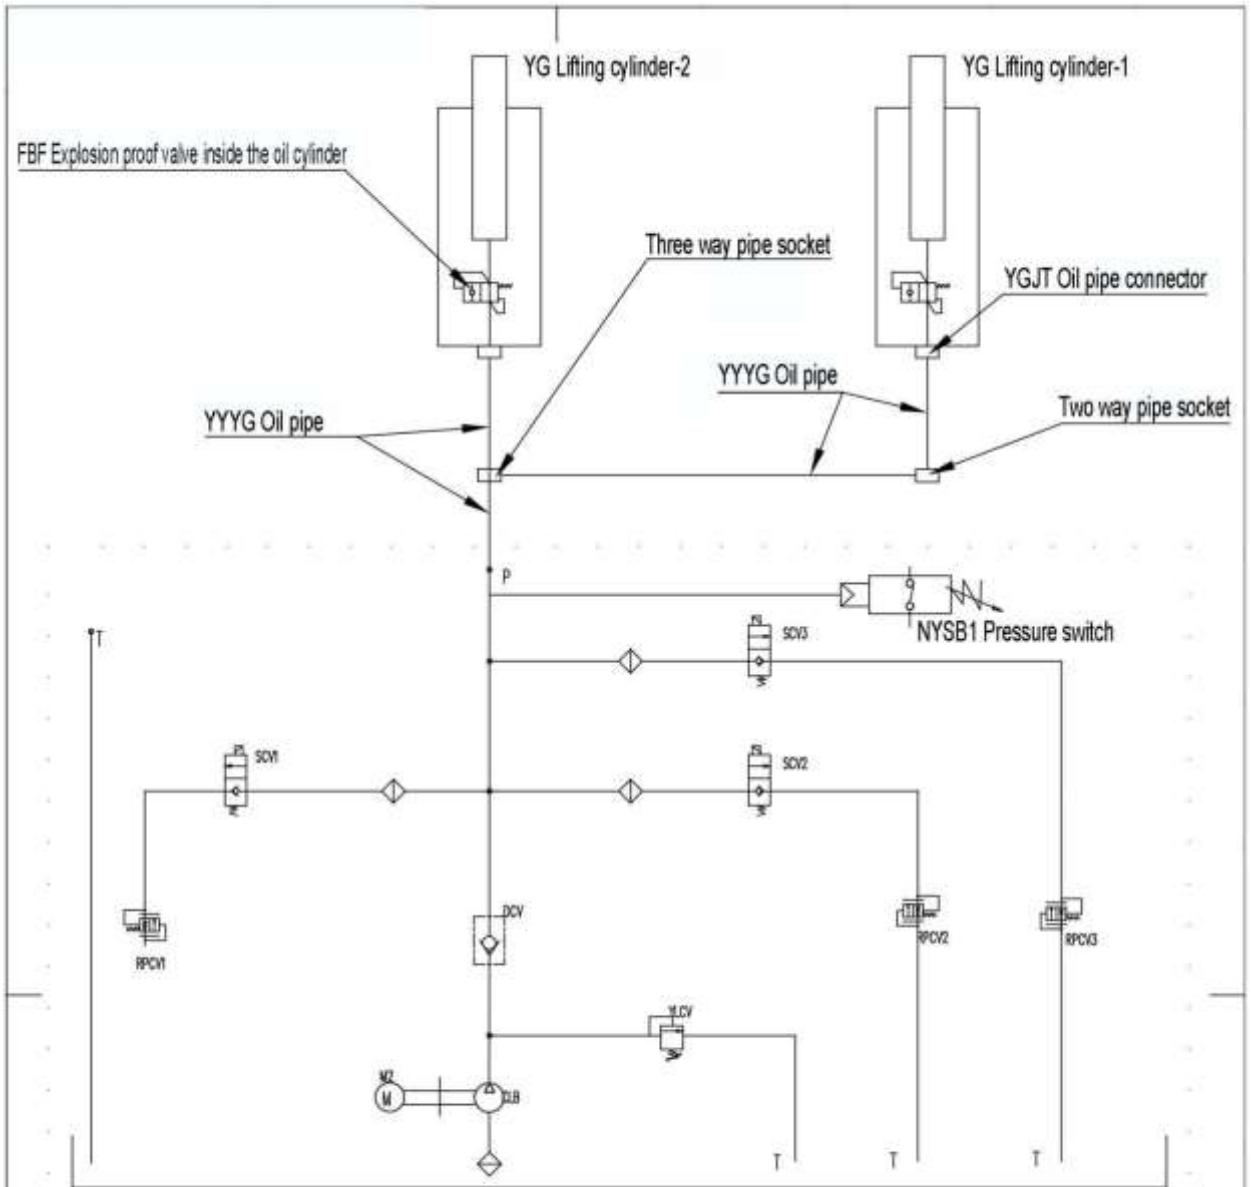 YG Lifting cylinder-2
YG Lifting cylinder-1
FBF Explosion proof valve inside the oil cylinder
Three way pipe socket
YGJT Oil pipe connector
YYYG Oil pipe
YYYG Oil pipe
Two way pipe socket
P
T
NYSB1 Pressure switch
SCV3
SCV1
SCV2
DCV
RPCV1
RPCV2
RPCV3
YLCV
MZ
M
CLB
T
T
T